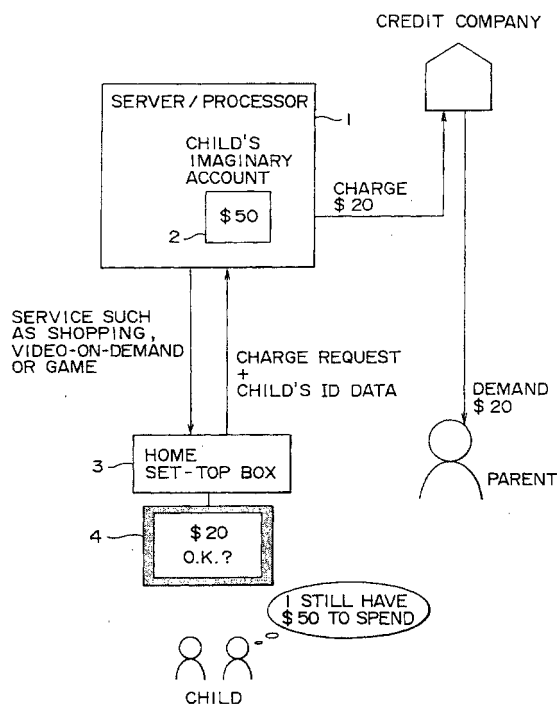 CREDIT COMPANY
SERVER/PROCESSOR
1
CHILD'S
IMAGINARY
ACCOUNT
$50
2
CHARGE
$20
SERVICE SUCH
AS SHOPPING,
VIDEO-ON-DEMAND
OR GAME
CHARGE REQUEST
+
CHILD'S ID DATA
DEMAND
$20
PARENT
3
HOME
SET-TOP BOX
4
$20
O.K.?
I STILL HAVE
$50 TO SPEND
CHILD